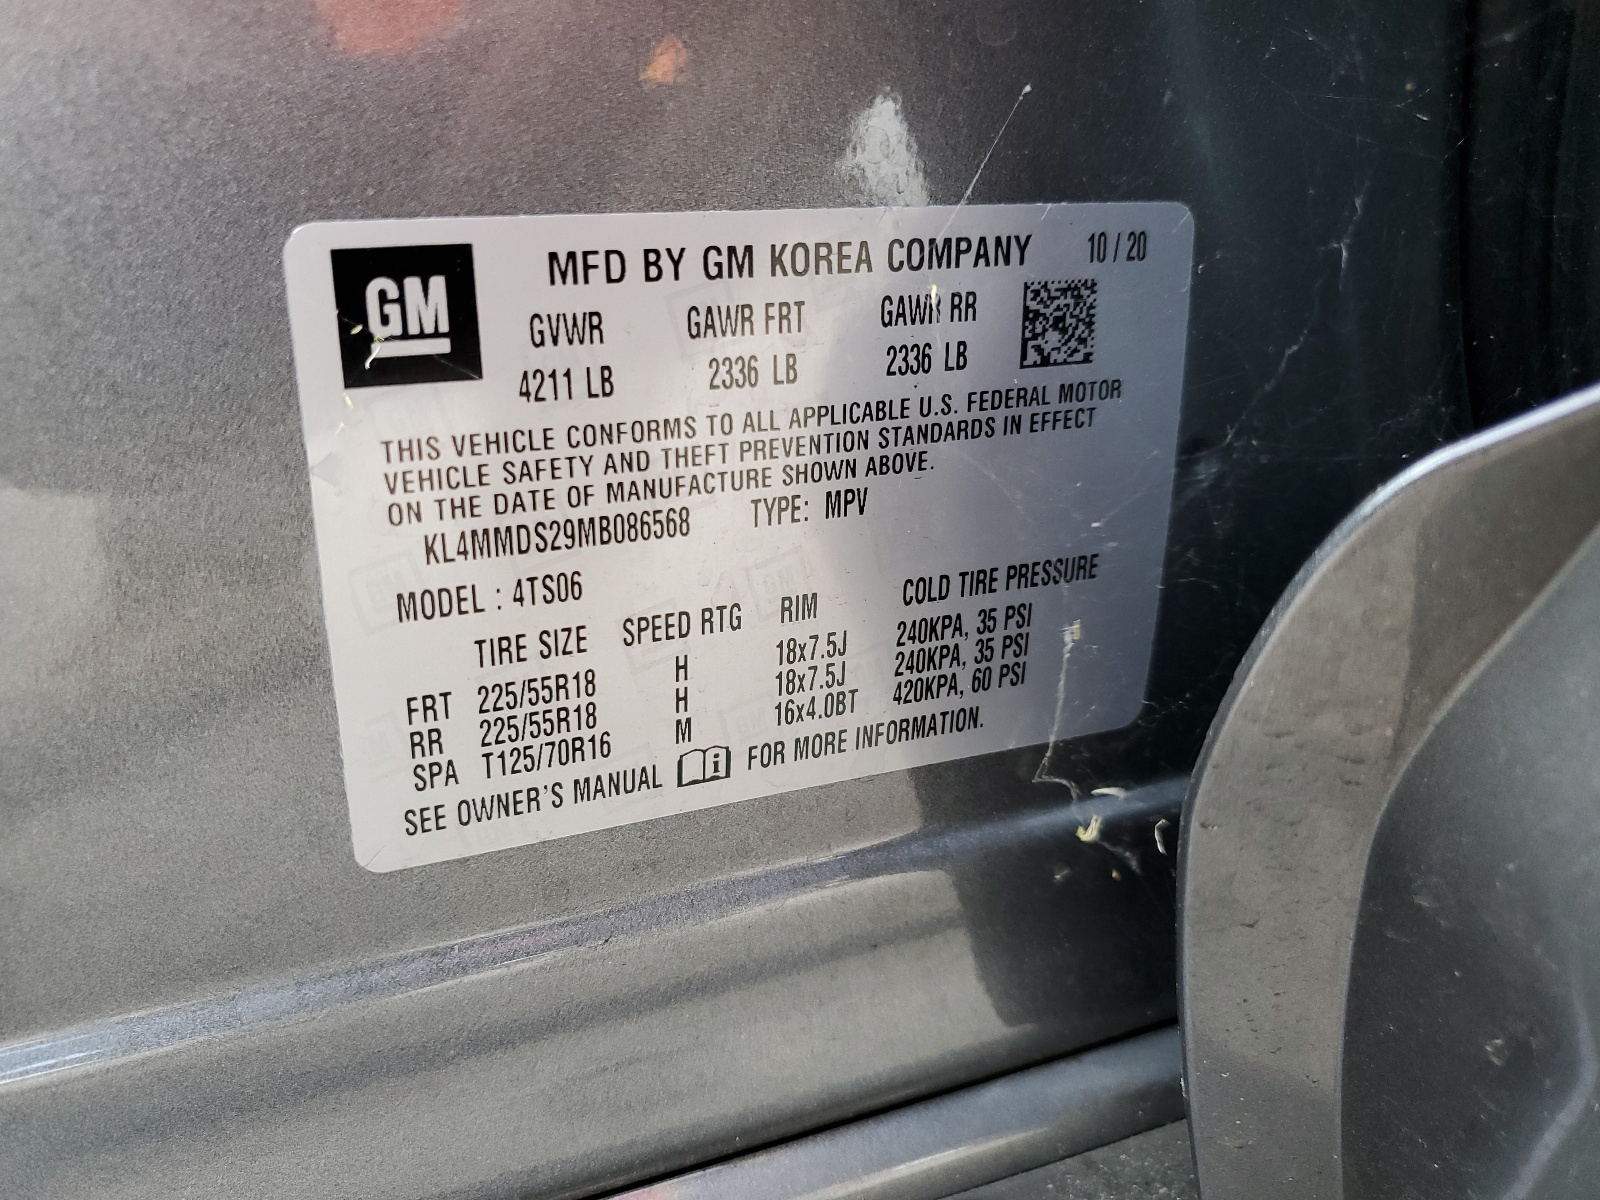 GM
MFD BY GM KOREA COMPANY 10 / 20
GVWR GAWR FRT GAWR RR
4211 LB 2336 LB 2336 LB
THIS VEHICLE CONFORMS TO ALL APPLICABLE U.S. FEDERAL MOTOR
VEHICLE SAFETY AND THEFT PREVENTION STANDARDS IN EFFECT
ON THE DATE OF MANUFACTURE SHOWN ABOVE.
KL4MMDS29MB086568 TYPE: MPV
MODEL : 4TS06
TIRE SIZE SPEED RTG RIM COLD TIRE PRESSURE
FRT 225/55R18 H 18x7.5J 240KPA, 35 PSI
RR 225/55R18 H 18x7.5J 240KPA, 35 PSI
SPA T125/70R16 M 16x4.0BT 420KPA, 60 PSI
SEE OWNER'S MANUAL i FOR MORE INFORMATION.